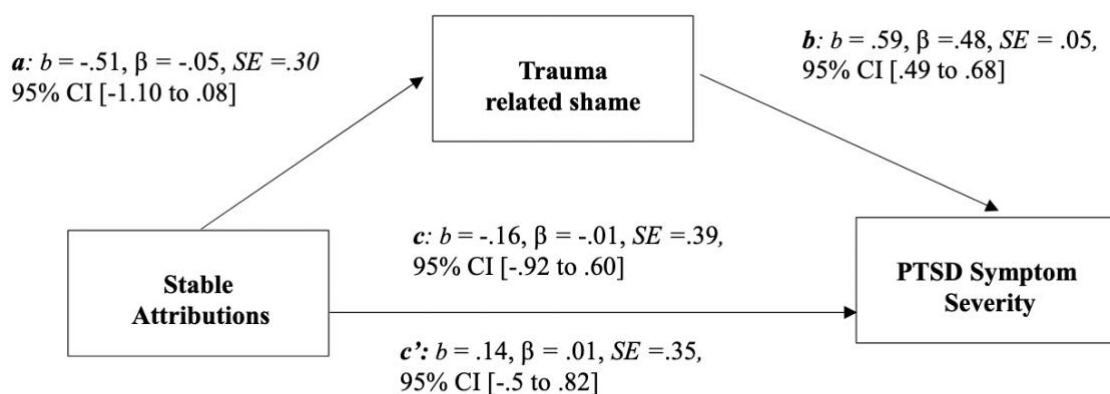 a: b = -.51, β = -.05, SE =.30
95% CI [-1.10 to .08]
Trauma
related shame
b: b = .59, β =.48, SE = .05,
95% CI [.49 to .68]
Stable
Attributions
c: b = -.16, β = -.01, SE =.39,
95% CI [-.92 to .60]
c’: b = .14, β = .01, SE =.35,
95% CI [-.5 to .82]
PTSD Symptom
Severity